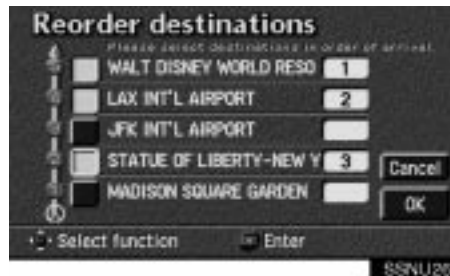 Reorder destinations
Please select destinations in order of arrival.
WALT DISNEY WORLD RESO 1
LAX INT'L AIRPORT 2
JFK INT'L AIRPORT
STATUE OF LIBERTY-NEW Y 3
MADISON SQUARE GARDEN
Cancel
OK
Select function Enter